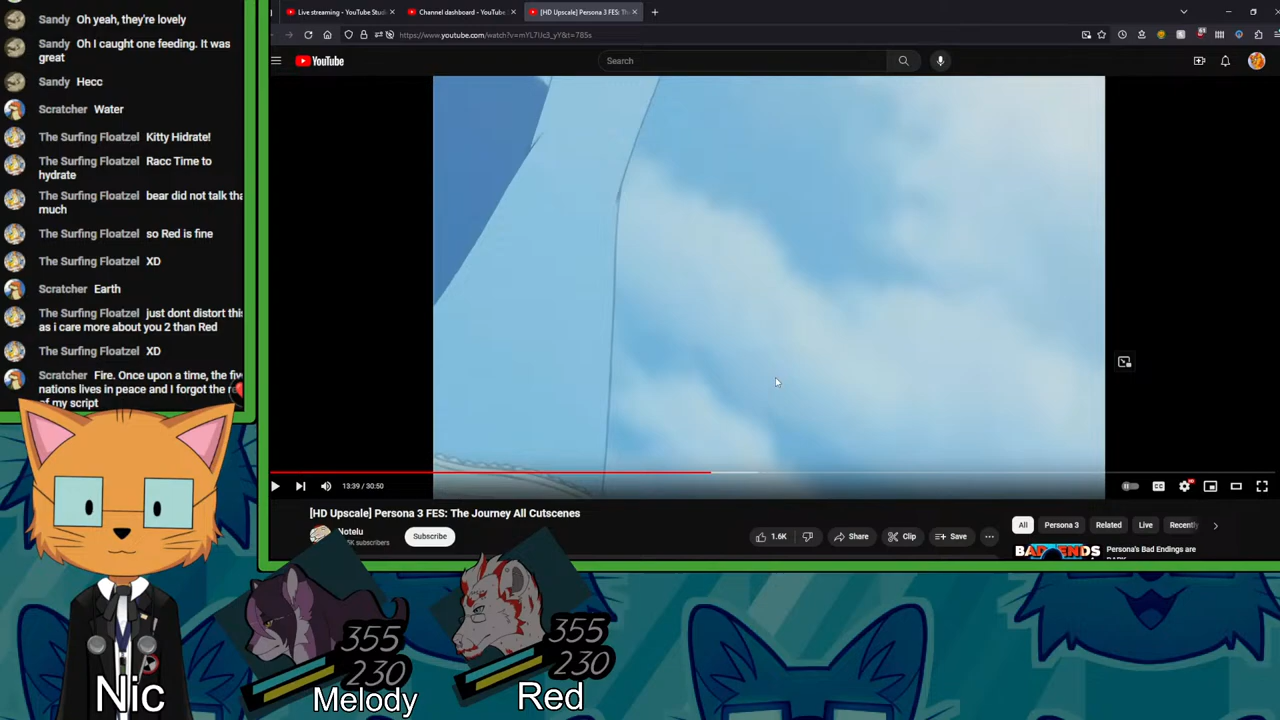 Sandy Oh yeah, they're lovely
Sandy Oh I caught one feeding. It was
great
Sandy Hecc
Scratcher Water
The Surfing Floatzel Kitty Hidrate!
The Surfing Floatzel Racc Time to
hydrate
The Surfing Floatzel bear did not talk tha
much
The Surfing Floatzel so Red is fine
The Surfing Floatzel XD
Scratcher Earth
The Surfing Floatzel just dont distort this
as i care more about you 2 than Red
The Surfing Floatzel XD
Scratcher Fire. Once upon a time, the fiv
nations lives in peace and I forgot the
of my script
Live streaming - YouTube Stud
Channel dashboard - YouTube
[HD Upscale] Persona 3 FES: Th
https://www.youtube.com/watch?v=mYL7Uc3_yY&t=785s
YouTube
Search
13:39 / 30:50
[HD Upscale] Persona 3 FES: The Journey All Cutscenes
Notelu
subscribers
Subscribe
1.6K
Share
Clip
Save
All
Persona 3
Related
Live
Recently
BAD ENDS
Persona's Bad Endings are
355
230
355
230
Nic
Melody
Red